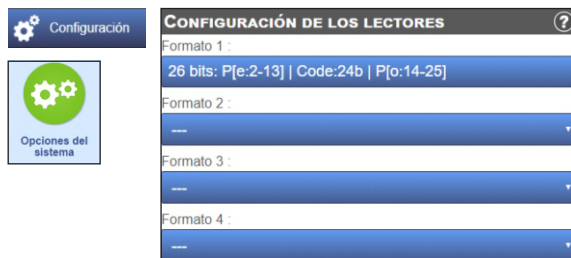 Configuración
Opciones del
sistema
CONFIGURACIÓN DE LOS LECTORES
?
Formato 1 :
26 bits: P[e:2-13] | Code:24b | P[o:14-25]
Formato 2 :
---
Formato 3 :
---
Formato 4 :
---